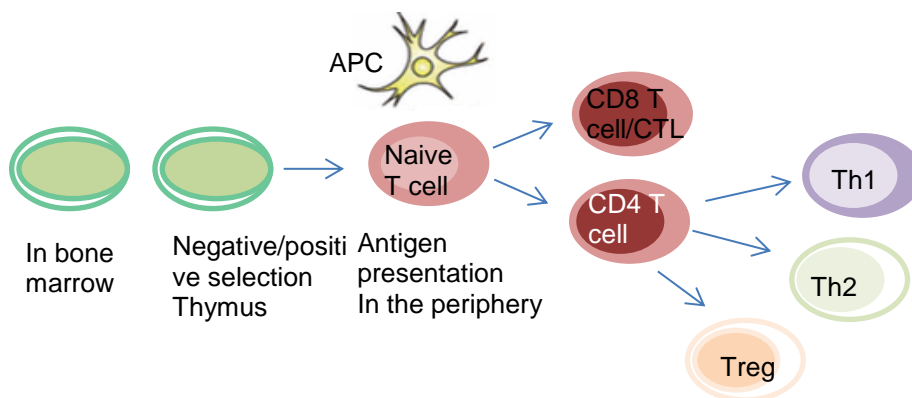 APC
CD8 T
cell/CTL
Naive
T cell
Th1
CD4 T
cell
In bone
marrow
Negative/positi
ve selection
Thymus
Antigen
presentation
In the periphery
Th2
Treg